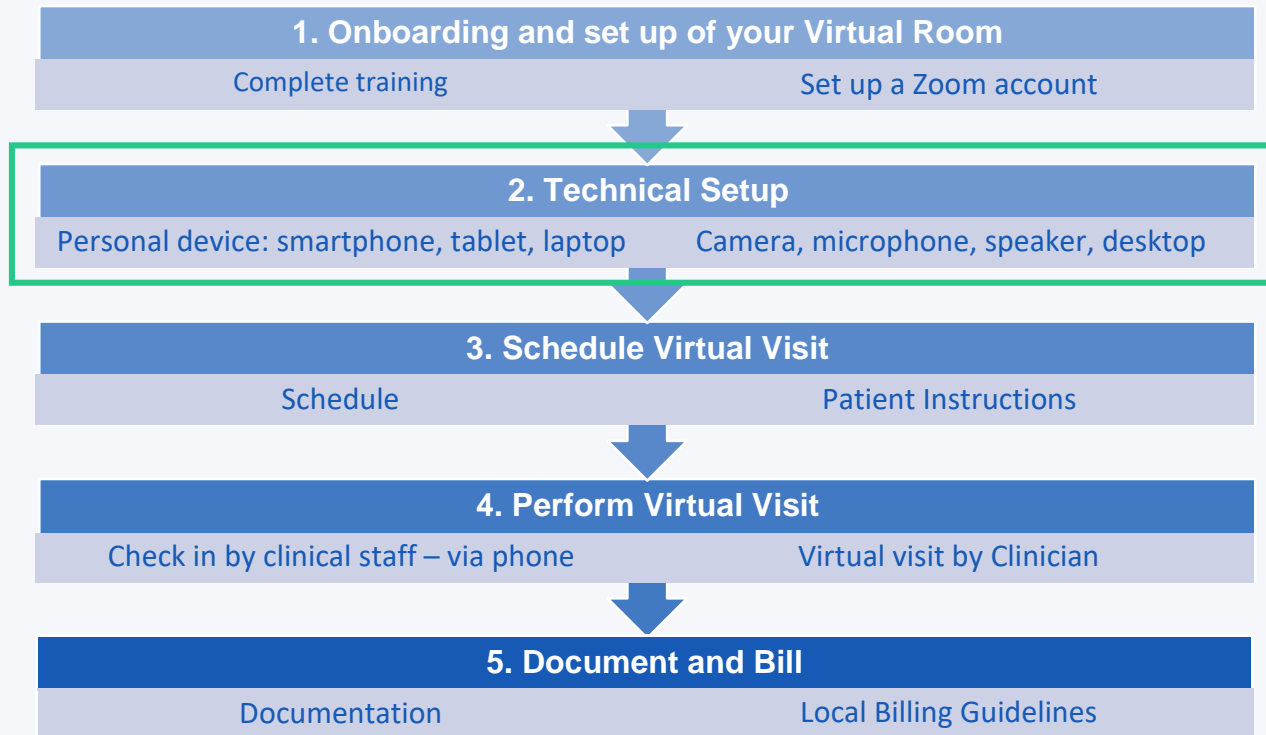 1. Onboarding and set up of your Virtual Room
Complete training
Set up a Zoom account
2. Technical Setup
Personal device: smartphone, tablet, laptop
Camera, microphone, speaker, desktop
3. Schedule Virtual Visit
Schedule
Patient Instructions
4. Perform Virtual Visit
Check in by clinical staff – via phone
Virtual visit by Clinician
5. Document and Bill
Documentation
Local Billing Guidelines